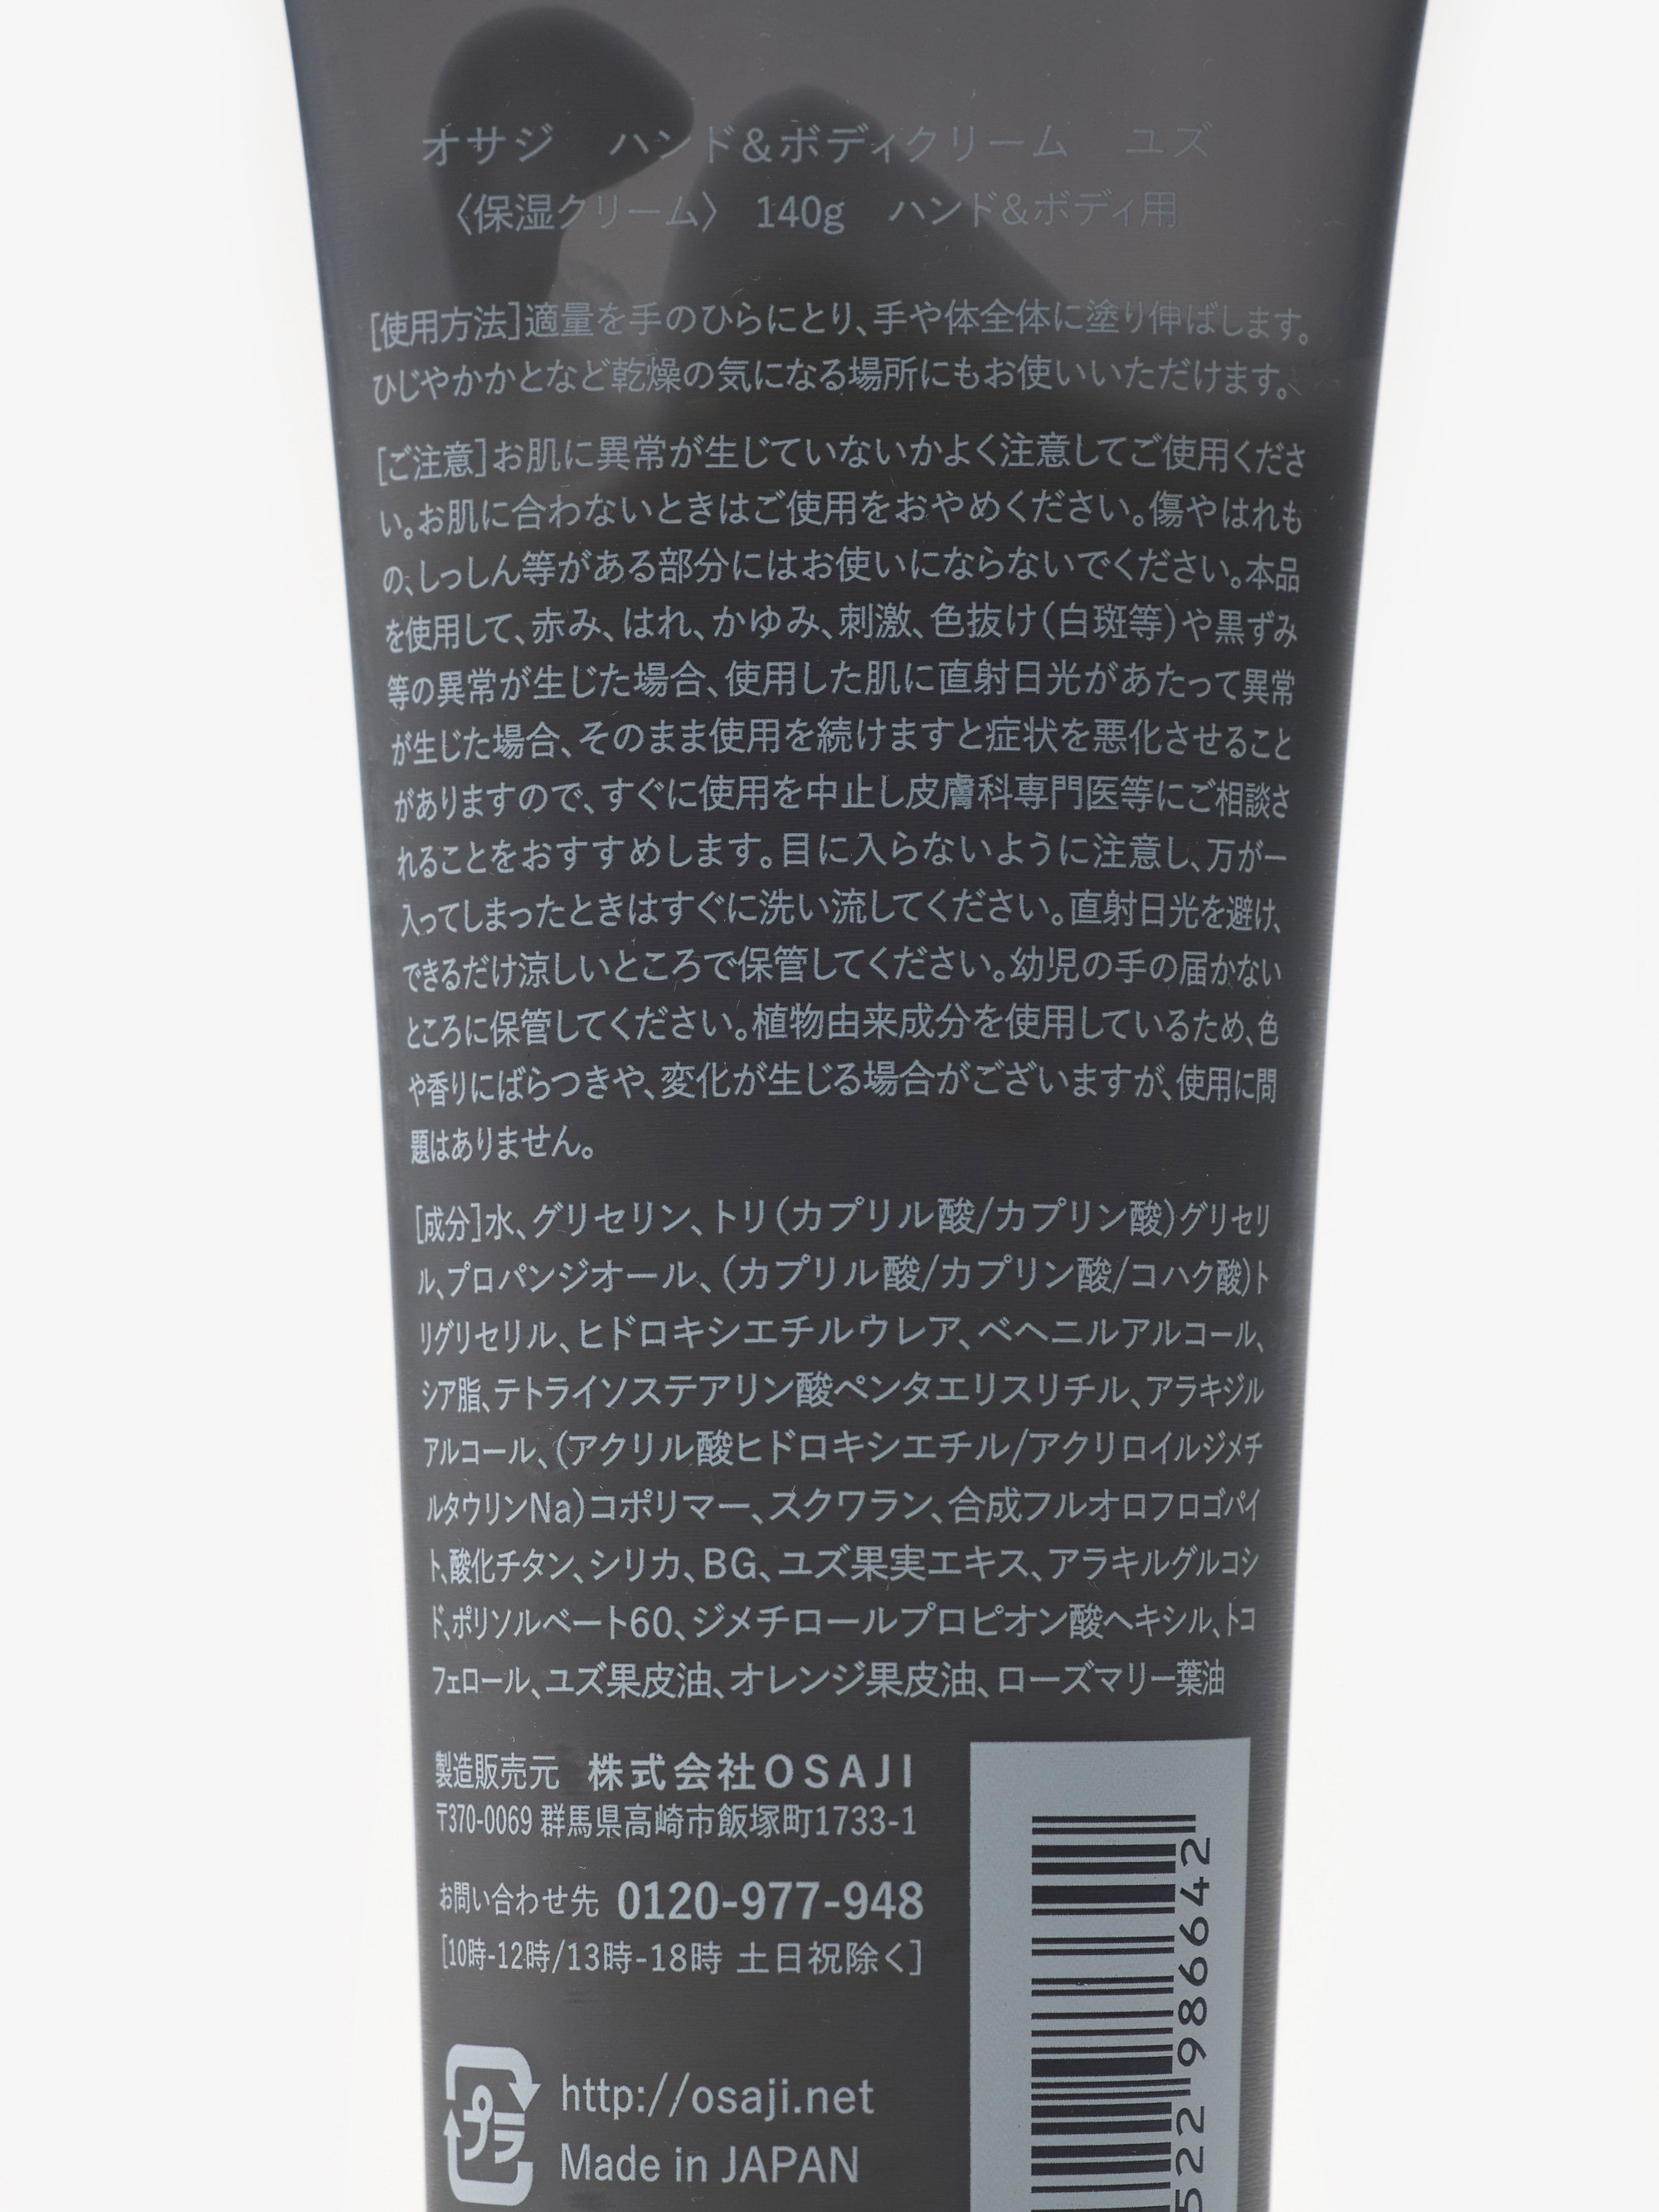 オサジ　ハンド＆ボディクリーム　ユズ
〈保湿クリーム〉 140g　ハンド＆ボディ用
[使用方法]適量を手のひらにとり、手や体全体に塗り伸ばします。
ひじやかかとなど乾燥の気になる場所にもお使いいただけます。
[ご注意]お肌に異常が生じていないかよく注意してご使用くださ
い。お肌に合わないときはご使用をおやめください。傷やはれも
の、しっしん等がある部分にはお使いにならないでください。本品
を使用して、赤み、はれ、かゆみ、刺激、色抜け(白斑等)や黒ずみ
等の異常が生じた場合、使用した肌に直射日光があたって異常
が生じた場合、そのまま使用を続けますと症状を悪化させること
がありますので、すぐに使用を中止し皮膚科専門医等にご相談さ
れることをおすすめします。目に入らないように注意し、万が一
入ってしまったときはすぐに洗い流してください。直射日光を避け、
できるだけ涼しいところで保管してください。幼児の手の届かない
ところに保管してください。植物由来成分を使用しているため、色
や香りにばらつきや、変化が生じる場合がございますが、使用に問
題はありません。
[成分]水、グリセリン、トリ(カプリル酸/カプリン酸)グリセリ
ル、プロパンジオール、(カプリル酸/カプリン酸/コハク酸)ト
リグリセリル、ヒドロキシエチルウレア、ベヘニルアルコール、
シア脂、テトライソステアリン酸ペンタエリスリチル、アラキジル
アルコール、(アクリル酸ヒドロキシエチル/アクリロイルジメチ
ルタウリンNa)コポリマー、スクワラン、合成フルオロフロゴパイ
ト、酸化チタン、シリカ、BG、ユズ果実エキス、アラキルグルコシ
ド、ポリソルベート60、ジメチロールプロピオン酸ヘキシル、トコ
フェロール、ユズ果皮油、オレンジ果皮油、ローズマリー葉油
製造販売元　株式会社OSAJI
〒370-0069 群馬県高崎市飯塚町1733-1
お問い合わせ先 0120-977-948
[10時-12時/13時-18時 土日祝除く]
プラ
http://osaji.net
Made in JAPAN
522 986642